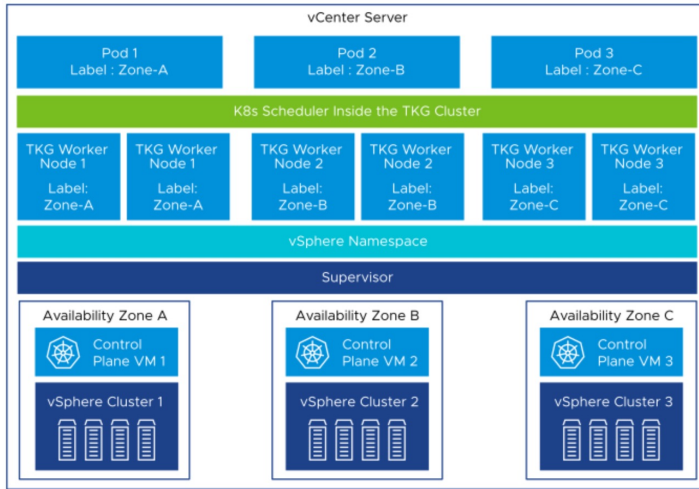 vCenter Server
Pod 1
Label : Zone-A
Pod 2
Label : Zone-B
Pod 3
Label : Zone-C
K8s Scheduler Inside the TKG Cluster
TKG Worker
Node 1
Label:
Zone-A
TKG Worker
Node 1
Label:
Zone-A
TKG Worker
Node 2
Label:
Zone-B
TKG Worker
Node 2
Label:
Zone-B
TKG Worker
Node 3
Label:
Zone-C
TKG Worker
Node 3
Label:
Zone-C
vSphere Namespace
Supervisor
Availability Zone A
Control
Plane VM 1
vSphere Cluster 1
Availability Zone B
Control
Plane VM 2
vSphere Cluster 2
Availability Zone C
Control
Plane VM 3
vSphere Cluster 3